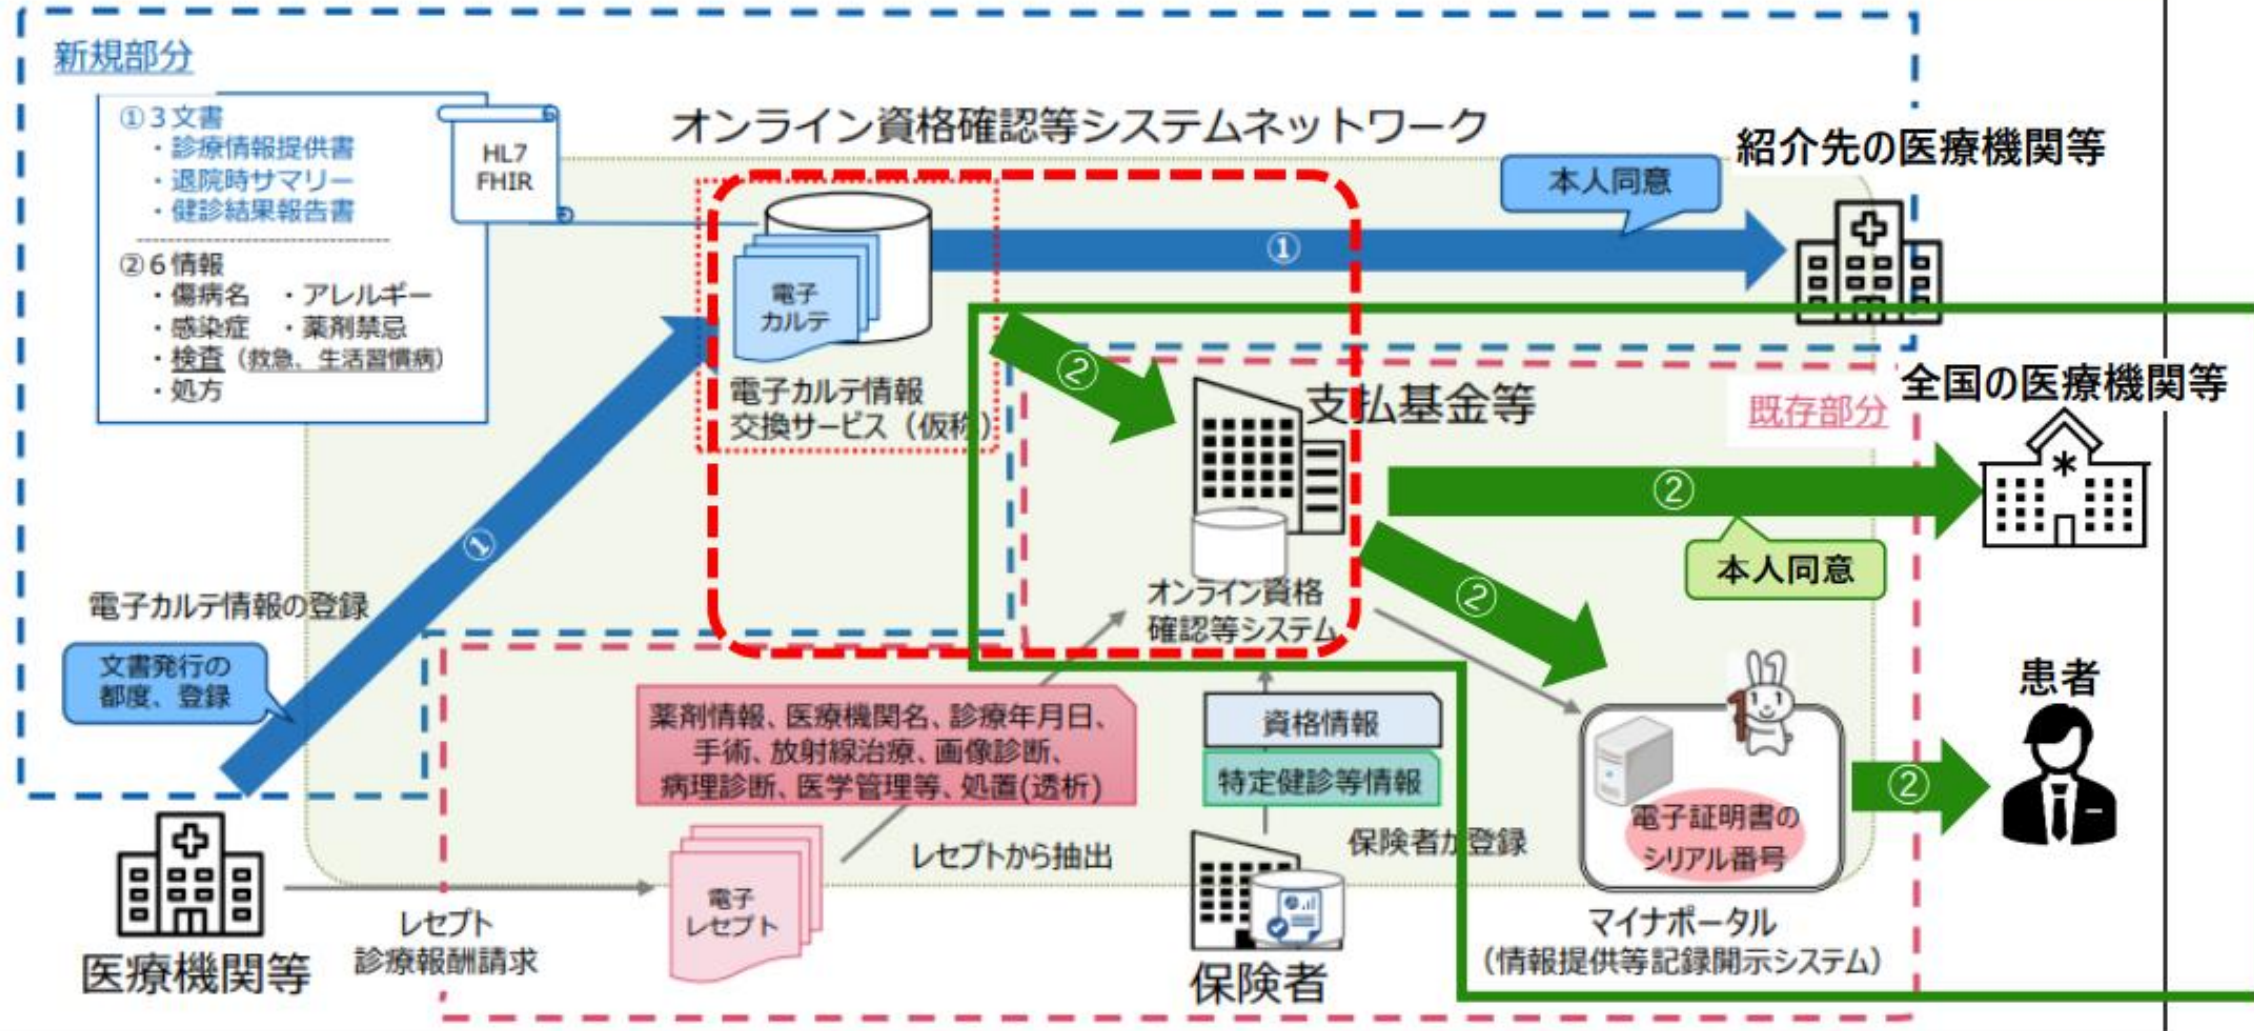 新規部分
①3文書
・診療情報提供書
・退院時サマリー
・健診結果報告書
②6情報
・傷病名 ・アレルギー
・感染症 ・薬剤禁忌
・検査（救急、生活習慣病）
・処方
HL7
FHIR
オンライン資格確認等システムネットワーク
本人同意
紹介先の医療機関等
①
電子
カルテ
電子カルテ情報
交換サービス（仮称）
②
支払基金等
既存部分
全国の医療機関等
②
本人同意
オンライン資格
確認等システム
②
①
電子カルテ情報の登録
文書発行の
都度、登録
薬剤情報、医療機関名、診療年月日、
手術、放射線治療、画像診断、
病理診断、医学管理等、処置(透析)
資格情報
特定健診等情報
患者
②
電子証明書の
シリアル番号
レセプトから抽出
保険者が登録
電子
レセプト
レセプト
診療報酬請求
医療機関等
保険者
マイナポータル
（情報提供等記録開示システム）